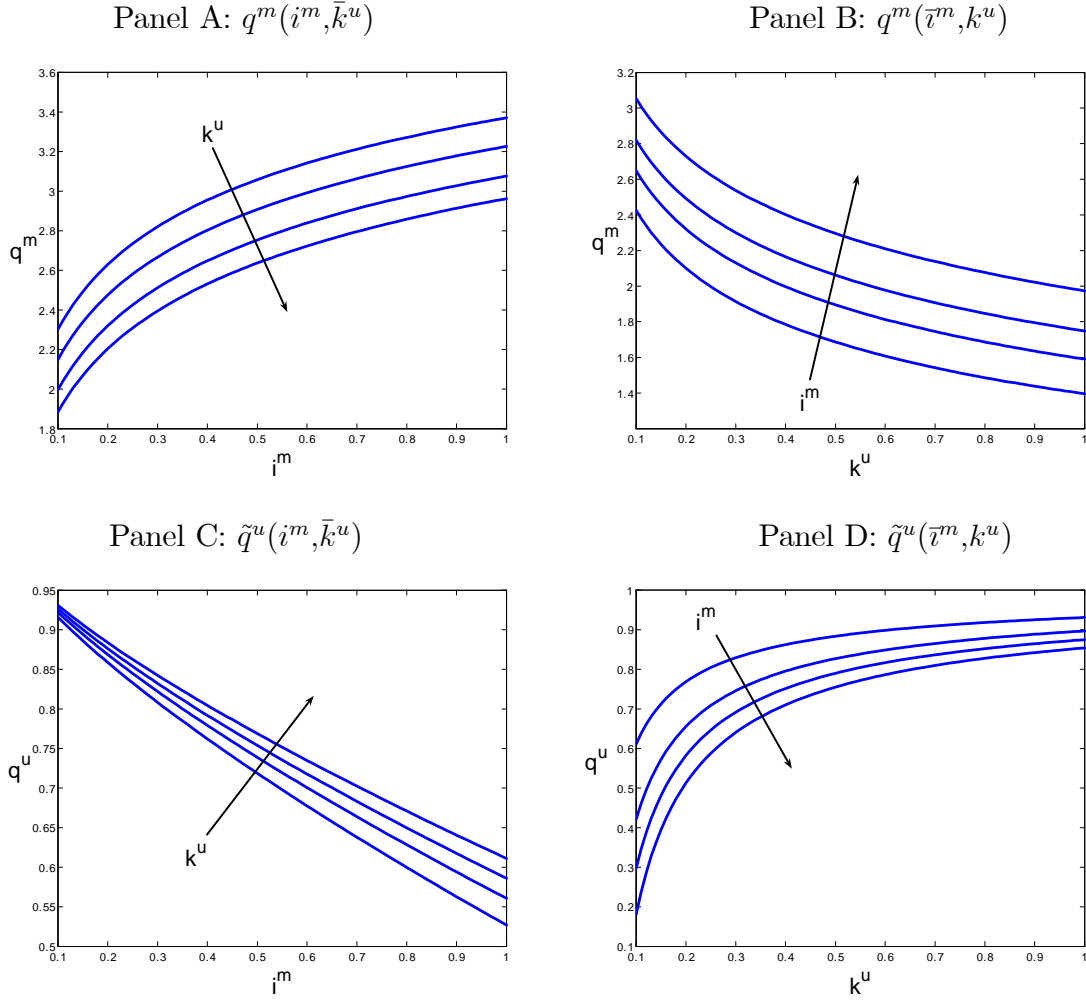 Panel A: q^m(i^m, k̄^u)
3.6
3.4
3.2
3
2.8
2.6
2.4
2.2
2
1.8
q^m
k^u
0.1 0.2 0.3 0.4 0.5 0.6 0.7 0.8 0.9 1
i^m
Panel B: q^m(ī^m, k^u)
3.2
3
2.8
2.6
2.4
2.2
2
1.8
1.6
1.4
q^m
i^m
0.1 0.2 0.3 0.4 0.5 0.6 0.7 0.8 0.9 1
k^u
Panel C: q̃^u(i^m, k̄^u)
0.95
0.9
0.85
0.8
0.75
0.7
0.65
0.6
0.55
0.5
q^u
k^u
0.1 0.2 0.3 0.4 0.5 0.6 0.7 0.8 0.9 1
i^m
Panel D: q̃^u(ī^m, k^u)
1
0.9
0.8
0.7
0.6
0.5
0.4
0.3
0.2
0.1
q^u
i^m
0.1 0.2 0.3 0.4 0.5 0.6 0.7 0.8 0.9 1
k^u